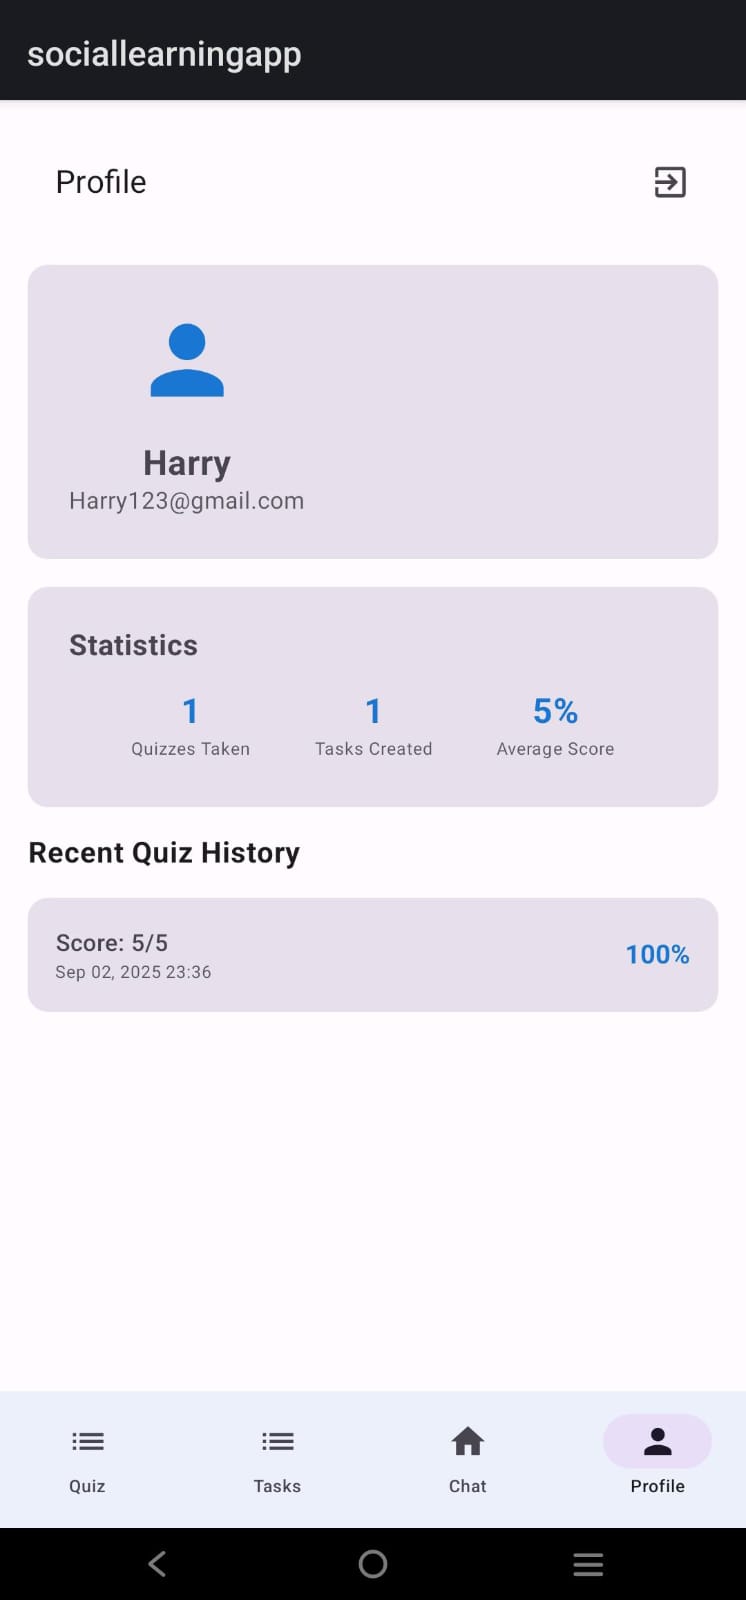 sociallearningapp
Profile
Harry
Harry123@gmail.com
Statistics
1 1 5%
Quizzes Taken Tasks Created Average Score
Recent Quiz History
Score: 5/5
Sep 02, 2025 23:36
100%
Quiz Tasks Chat Profile